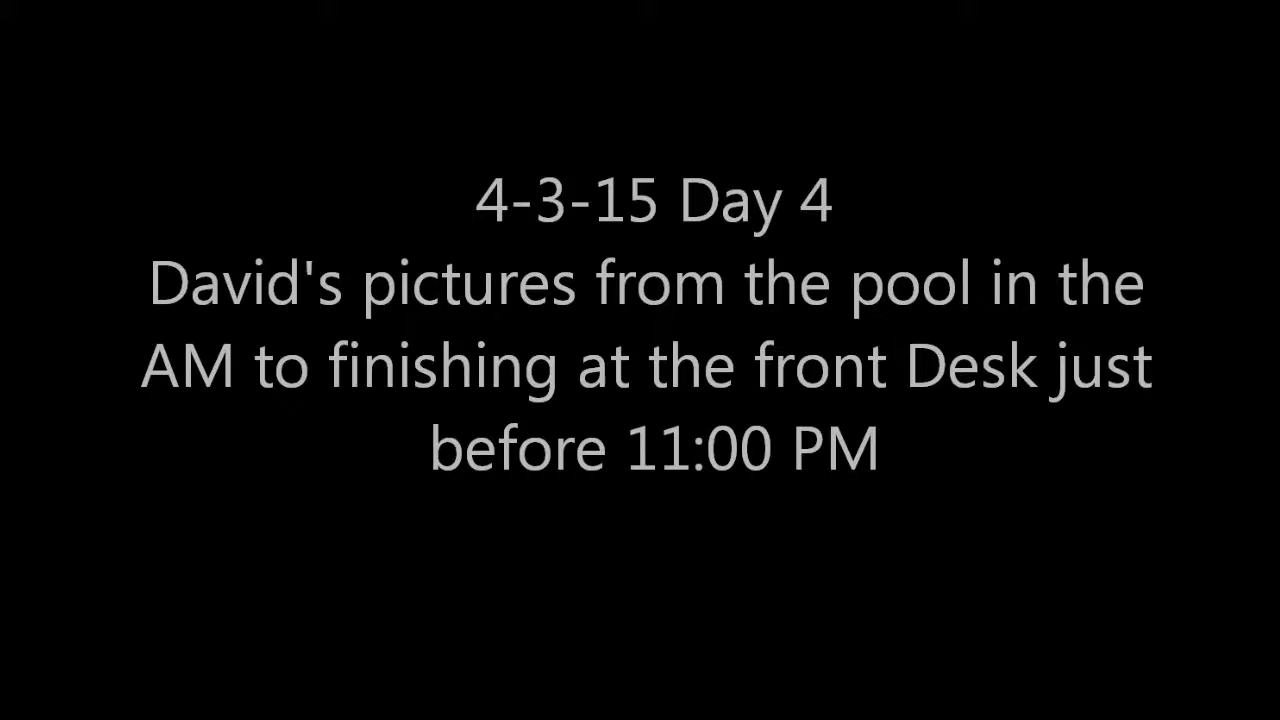 4-3-15 Day 4
David's pictures from the pool in the
AM to finishing at the front Desk just
before 11:00 PM